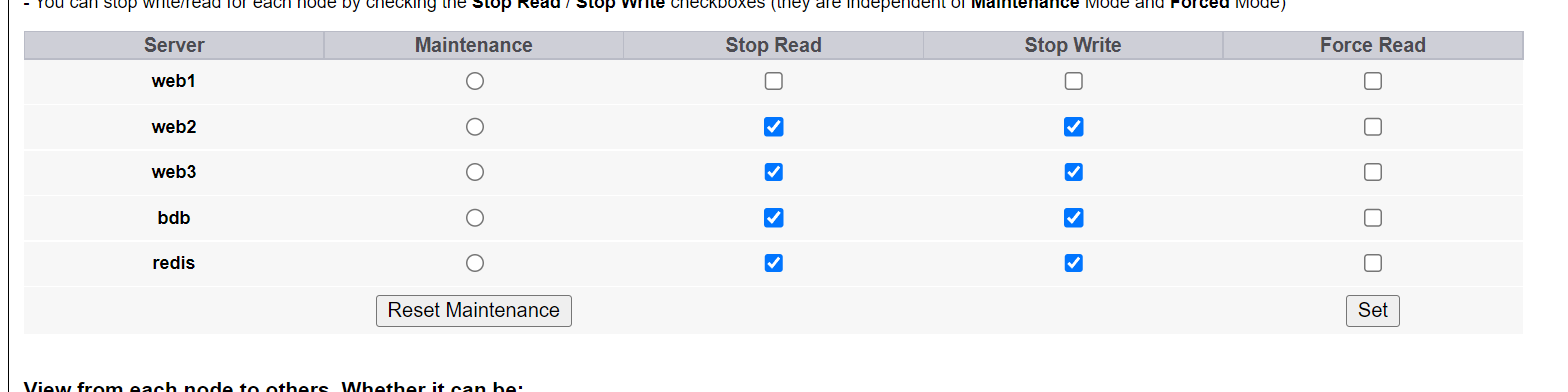 - You can stop write/read for each node by checking the Stop Read / Stop Write checkboxes (they are independent of Maintenance Mode and Forced Mode)
Server Maintenance Stop Read Stop Write Force Read
web1
web2
web3
bdb
redis
Reset Maintenance Set
View from each node to others. Whether it can be: